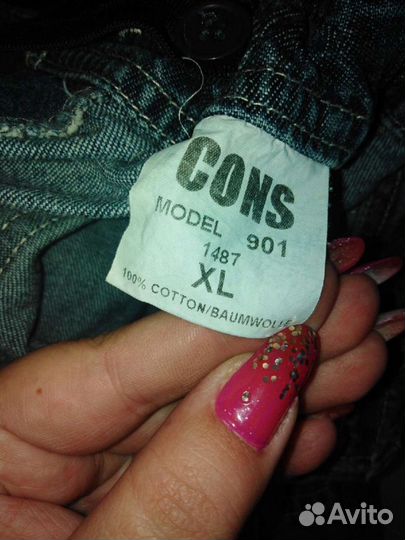 CONS
MODEL 901
1487
XL
100% COTTON/BAUMWOLLE
Avito